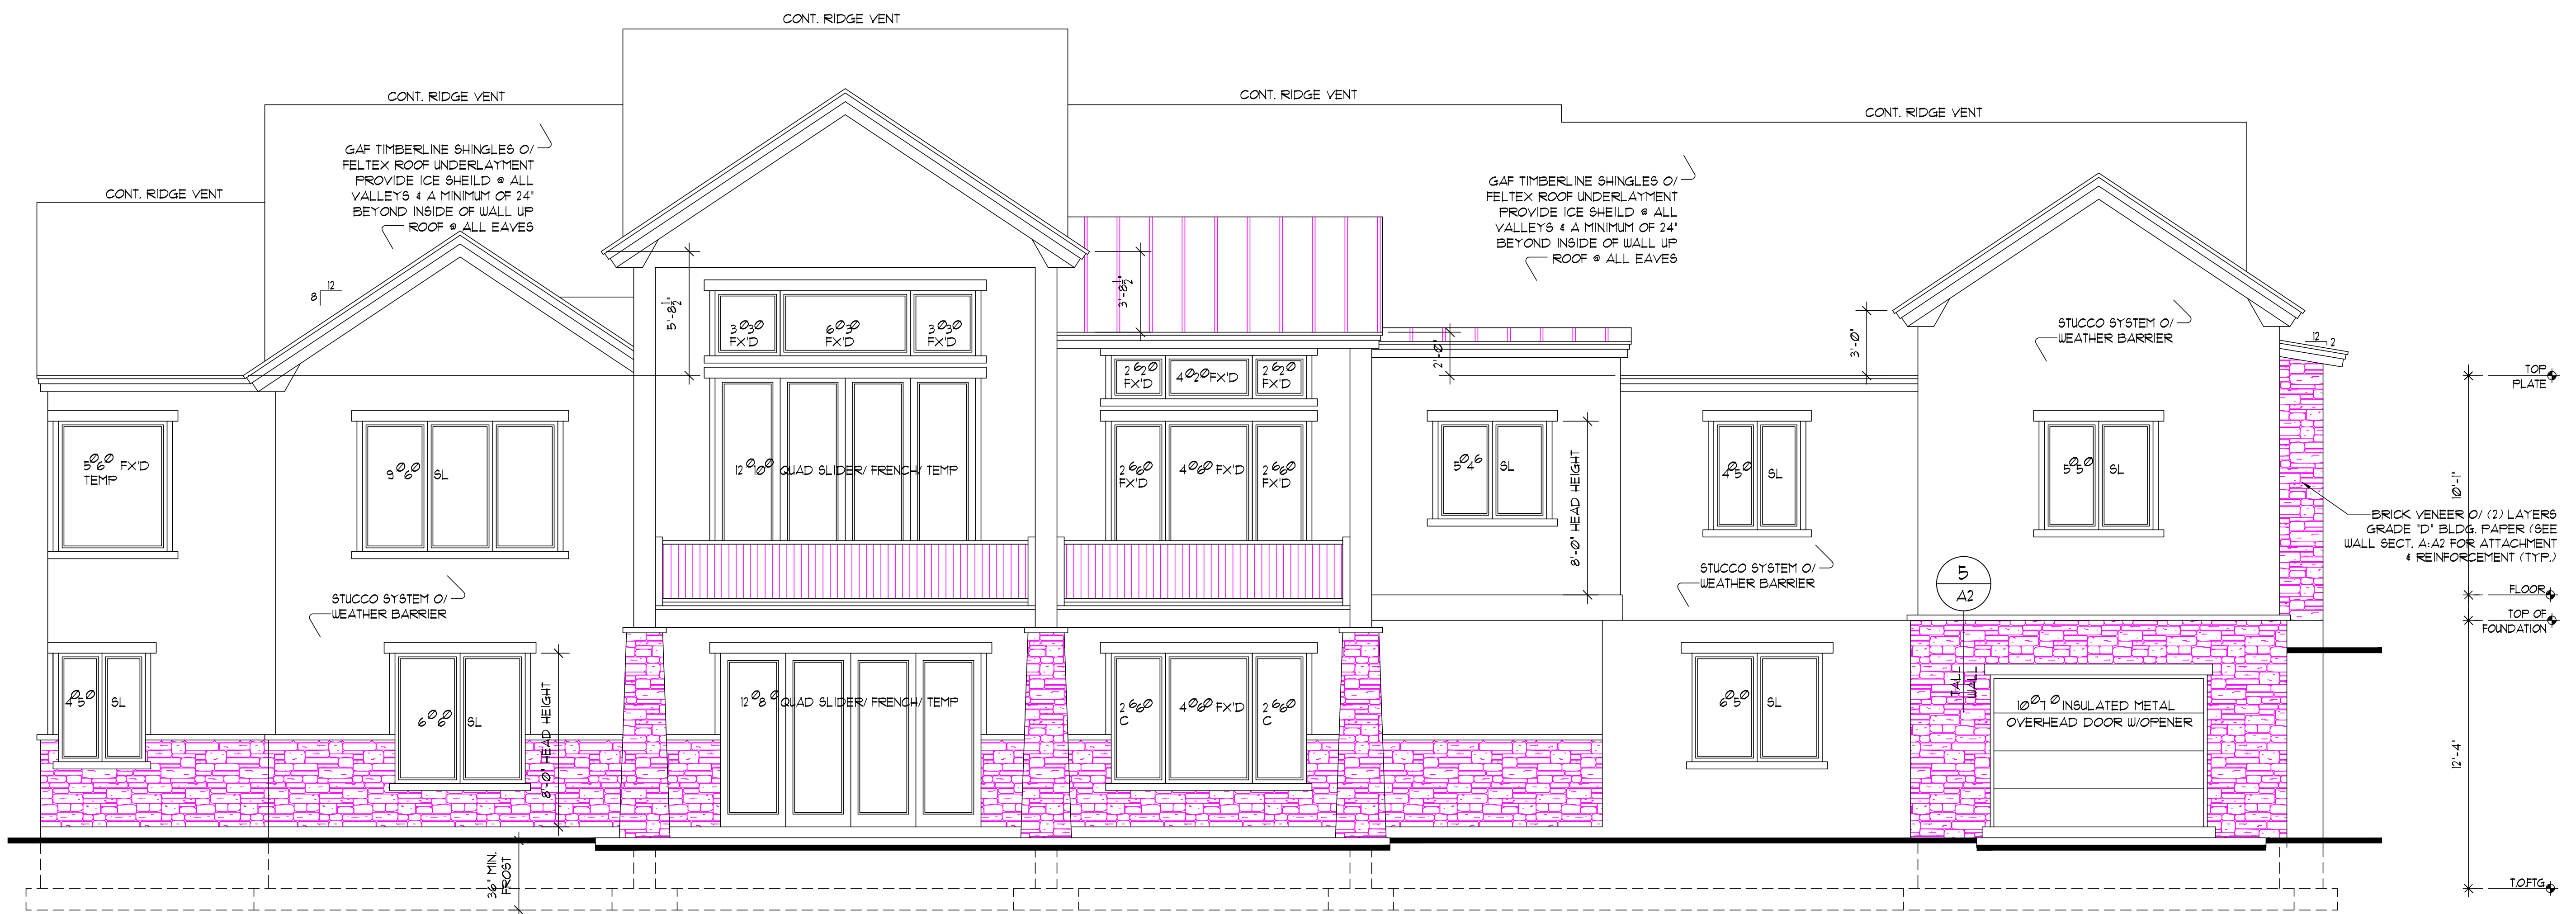 CONT. RIDGE VENT
CONT. RIDGE VENT
CONT. RIDGE VENT
CONT. RIDGE VENT
CONT. RIDGE VENT
GAF TIMBERLINE SHINGLES O/
FELTEX ROOF UNDERLAYMENT
PROVIDE ICE SHEILD @ ALL
VALLEYS & A MINIMUM OF 24"
BEYOND INSIDE OF WALL UP
ROOF @ ALL EAVES
GAF TIMBERLINE SHINGLES O/
FELTEX ROOF UNDERLAYMENT
PROVIDE ICE SHEILD @ ALL
VALLEYS & A MINIMUM OF 24"
BEYOND INSIDE OF WALL UP
ROOF @ ALL EAVES
12
8
5'-8 1/2"
3'-8 1/2"
2'-0"
3'-0"
12
2
STUCCO SYSTEM O/
WEATHER BARRIER
3030
FX'D
6030
FX'D
3030
FX'D
2620
FX'D
4020 FX'D
2620
FX'D
TOP
PLATE
5060 FX'D
TEMP
9060 SL
120100 QUAD SLIDER/ FRENCH/ TEMP
2660
FX'D
4060 FX'D
2660
FX'D
5046 SL
8'-0" HEAD HEIGHT
4050 SL
5050 SL
10'-1"
BRICK VENEER O/ (2) LAYERS
GRADE "D" BLDG. PAPER (SEE
WALL SECT. A:A2 FOR ATTACHMENT
& REINFORCEMENT (TYP.)
STUCCO SYSTEM O/
WEATHER BARRIER
STUCCO SYSTEM O/
WEATHER BARRIER
5
A2
FLOOR
TOP OF
FOUNDATION
4050 SL
6060 SL
8'-0" HEAD HEIGHT
12080 QUAD SLIDER/ FRENCH/ TEMP
2660
C
4060 FX'D
2660
C
6050 SL
TALL
WALL
10070 INSULATED METAL
OVERHEAD DOOR W/OPENER
12'-4"
36" MIN.
FROST
T.O.FTG.